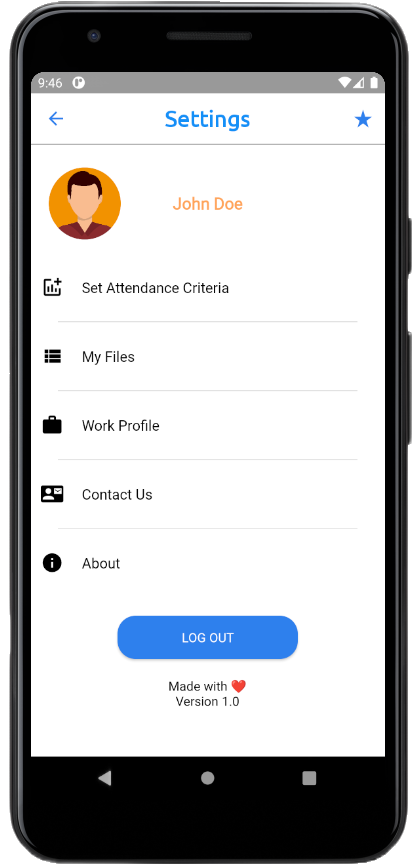 9:46
Settings
John Doe
Set Attendance Criteria
My Files
Work Profile
Contact Us
About
LOG OUT
Made with ❤️
Version 1.0